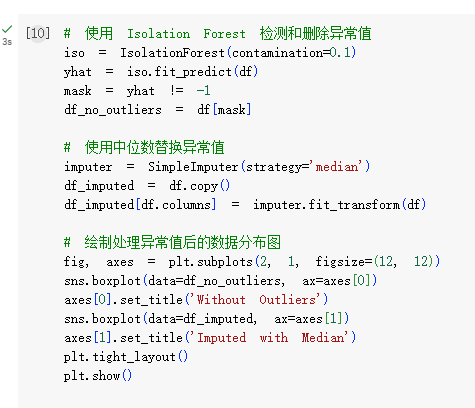 [10] # 使用 Isolation Forest 检测和删除异常值
3s
iso = IsolationForest(contamination=0.1)
yhat = iso.fit_predict(df)
mask = yhat != -1
df_no_outliers = df[mask]
# 使用中位数替换异常值
imputer = SimpleImputer(strategy='median')
df_imputed = df.copy()
df_imputed[df.columns] = imputer.fit_transform(df)
# 绘制处理异常值后的数据分布图
fig, axes = plt.subplots(2, 1, figsize=(12, 12))
sns.boxplot(data=df_no_outliers, ax=axes[0])
axes[0].set_title('Without Outliers')
sns.boxplot(data=df_imputed, ax=axes[1])
axes[1].set_title('Imputed with Median')
plt.tight_layout()
plt.show()